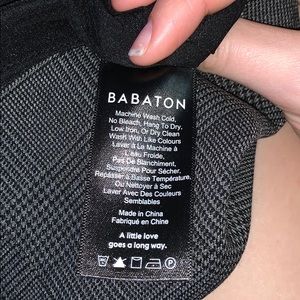 BABATON
Machine Wash Cold,
No Bleach, Hang To Dry,
Low Iron, Or Dry Clean
Wash With Like Colours
Laver À La Machine À
L'eau Froide,
Pas De Blanchiment,
Suspendre Pour Sécher,
Repasser à Basse Température,
Ou Nettoyer à Sec
Laver Avec Des Couleurs
Semblables
Made in China
Fabriqué en Chine
A little love
goes a long way.